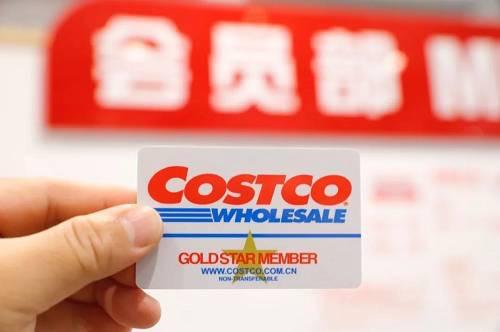 会员部 M
COSTCO
WHOLESALE
GOLD STAR MEMBER
WWW.COSTCO.COM.CN
NON-TRANSFERABLE